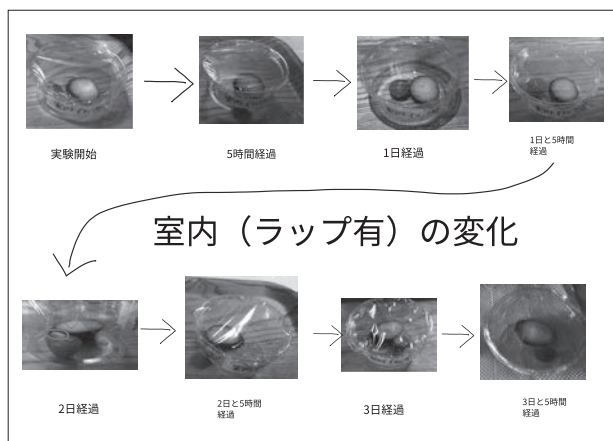 実験開始
5時間経過
1日経過
1日と5時間
経過
室内（ラップ有）の変化
2日経過
2日と5時間
経過
3日経過
3日と5時間
経過